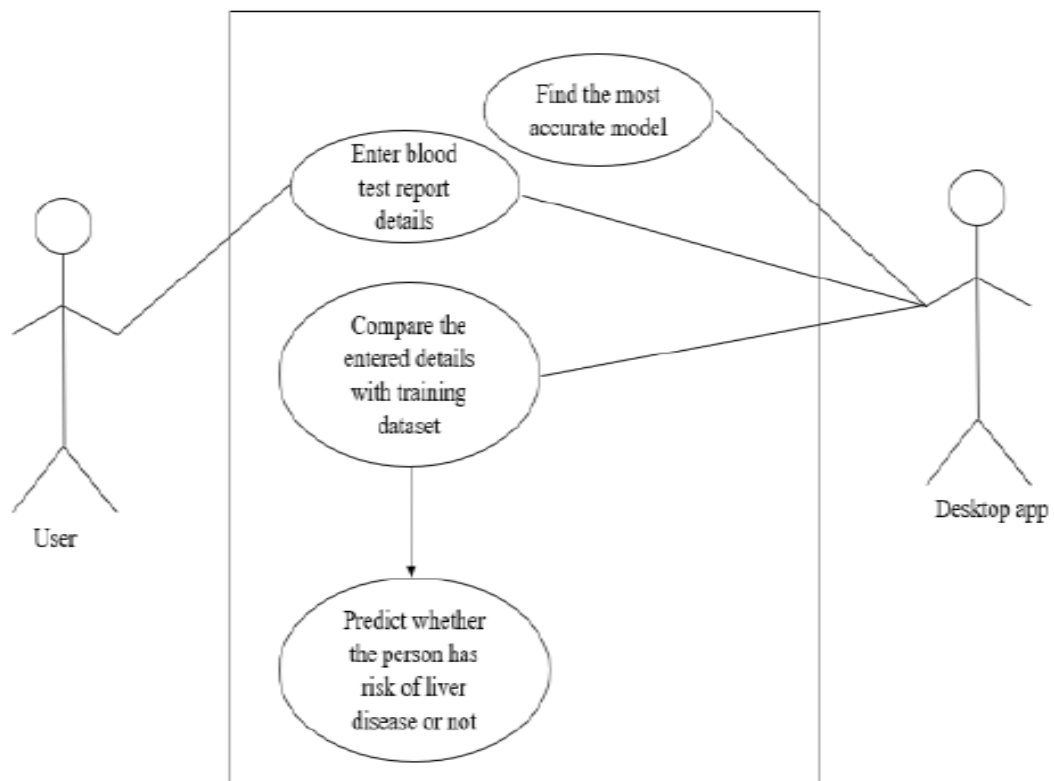 Find the most
accurate model
Enter blood
test report
details
Compare the
entered details
with training
dataset
User
Desktop app
Predict whether
the person has
risk of liver
disease or not